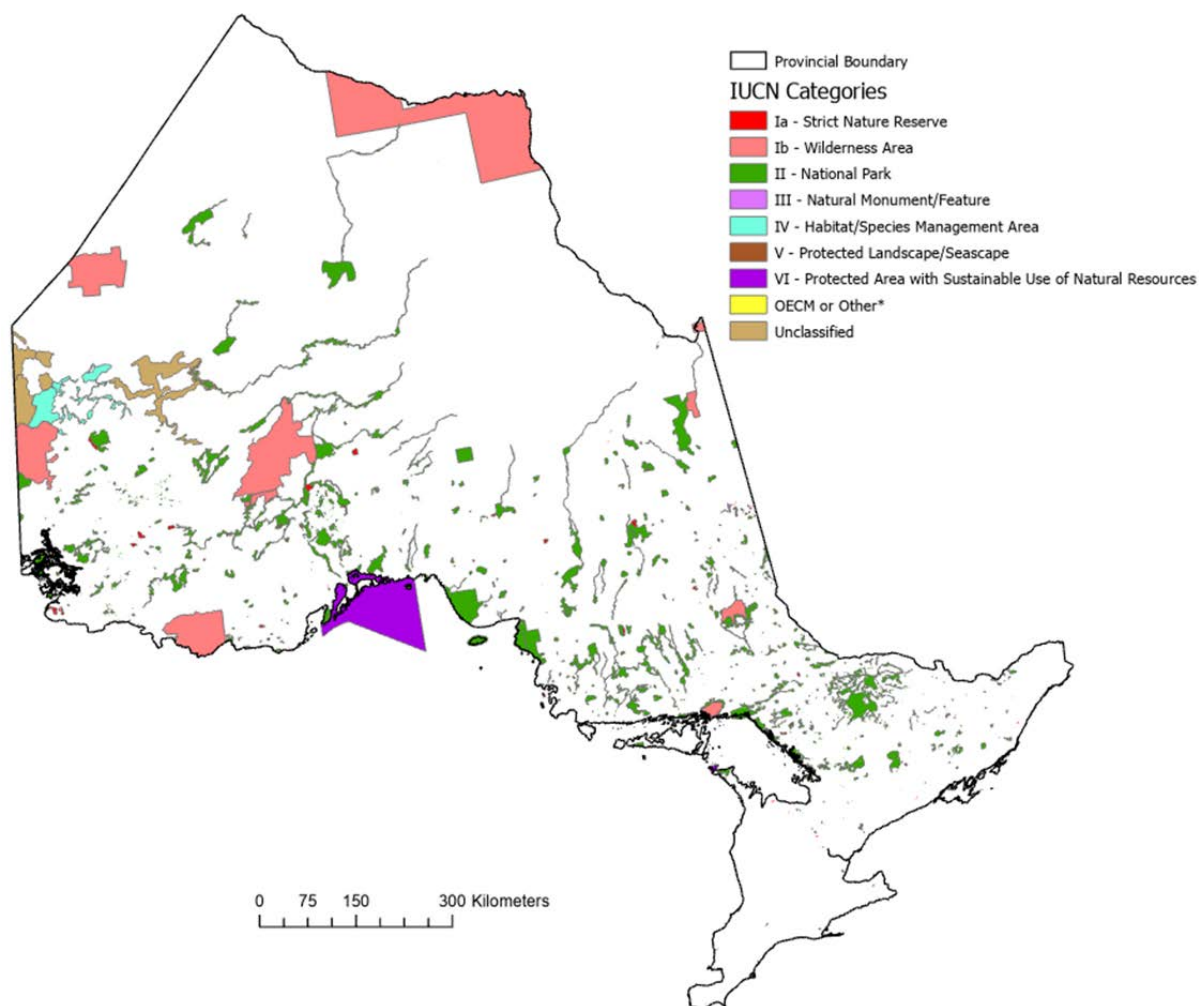 Provincial Boundary
IUCN Categories
Ia - Strict Nature Reserve
Ib - Wilderness Area
II - National Park
III - Natural Monument/Feature
IV - Habitat/Species Management Area
V - Protected Landscape/Seascape
VI - Protected Area with Sustainable Use of Natural Resources
OECM or Other*
Unclassified
0 75 150 300 Kilometers